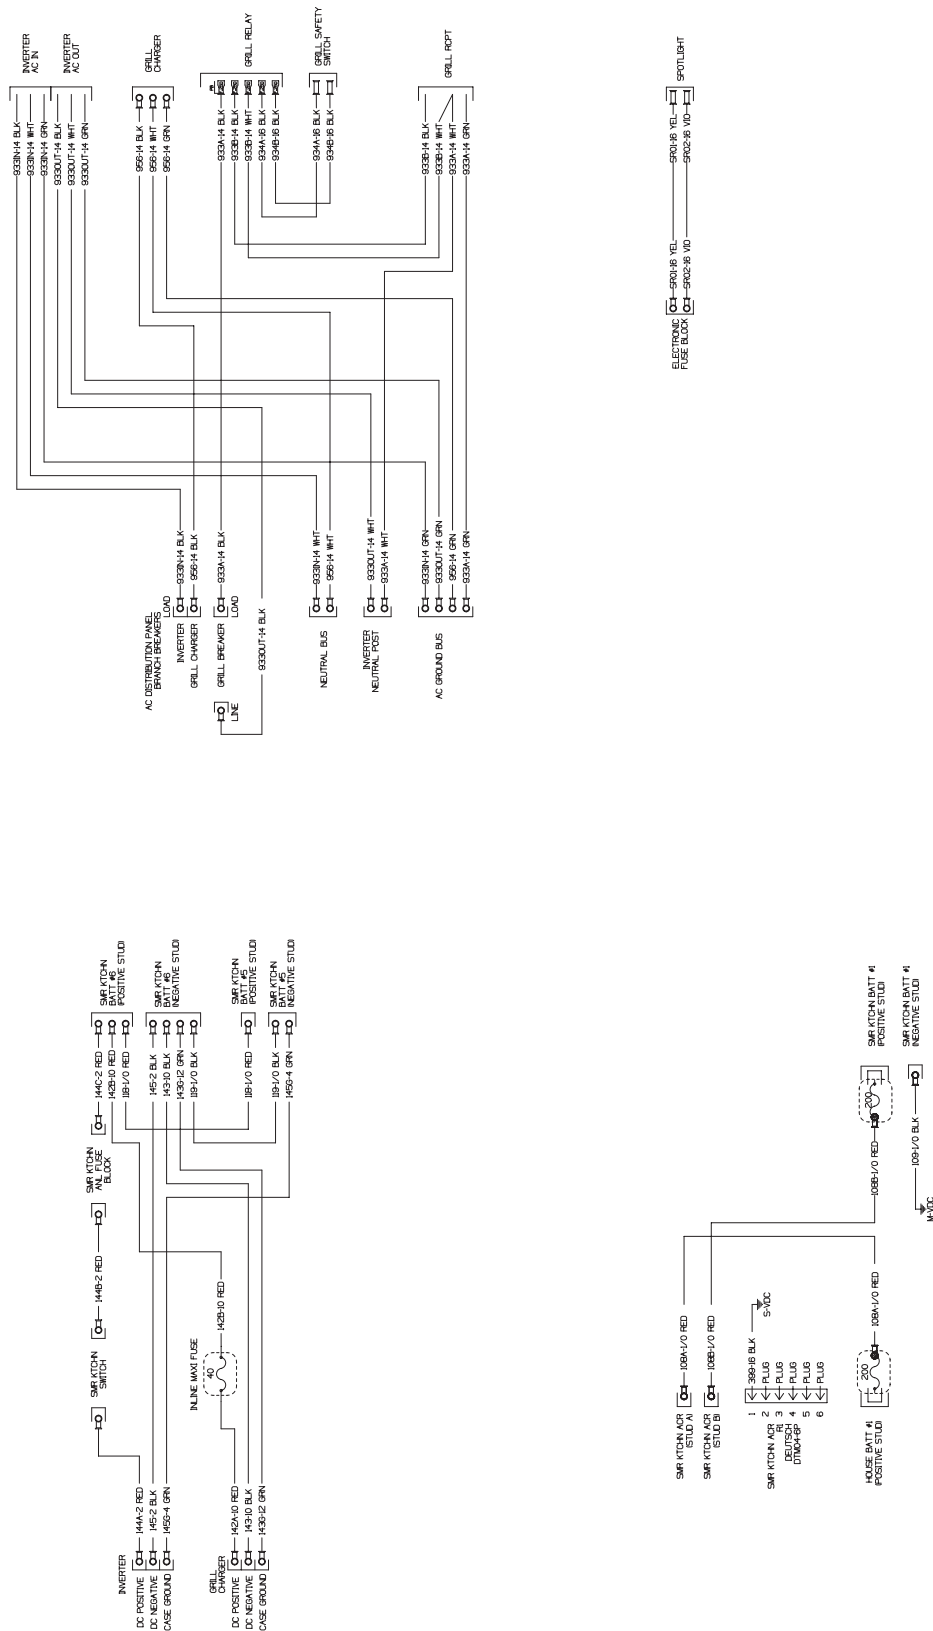 INVERTER
AC IN
INVERTER
AC OUT
GRILL
CHARGER
GRILL RELAY
GRILL SAFETY
SWITCH
GRILL RCPT
933IN-14 BLK
933IN-14 WHT
933IN-14 GRN
933OUT-14 BLK
933OUT-14 WHT
933OUT-14 GRN
956-14 BLK
956-14 WHT
956-14 GRN
933A-14 BLK
933B-14 BLK
933B-14 WHT
934A-16 BLK
934B-16 BLK
934A-16 BLK
934B-16 BLK
933B-14 BLK
933B-14 WHT
933A-14 WHT
933A-14 GRN
933IN-14 BLK
956-14 BLK
933A-14 BLK
933OUT-14 BLK
933IN-14 WHT
956-14 WHT
933OUT-14 WHT
933A-14 WHT
933IN-14 GRN
933OUT-14 GRN
956-14 GRN
933A-14 GRN
AC DISTRIBUTION PANEL
BRANCH BREAKERS
LOAD
INVERTER
GRILL CHARGER
GRILL BREAKER
LOAD
LINE
NEUTRAL BUS
INVERTER
NEUTRAL POST
AC GROUND BUS
SPOTLIGHT
SR01-16 YEL
SR02-16 VIO
SR01-16 YEL
SR02-16 VIO
ELECTRONIC
FUSE BLOCK
SMR KTCHN
BATT #6
(POSITIVE STUD)
SMR KTCHN
BATT #6
(NEGATIVE STUD)
SMR KTCHN
BATT #5
(POSITIVE STUD)
SMR KTCHN
BATT #5
(NEGATIVE STUD)
144C-2 RED
142B-10 RED
118-1/0 RED
145-2 BLK
143-10 BLK
143G-12 GRN
119-1/0 BLK
118-1/0 RED
119-1/0 BLK
145G-4 GRN
SMR KTCHN
ANL FUSE
BLOCK
144B-2 RED
SMR KTCHN
SWITCH
142B-10 RED
INLINE MAXI FUSE
40
144A-2 RED
145-2 BLK
145G-4 GRN
142A-10 RED
143-10 BLK
143G-12 GRN
INVERTER
DC POSITIVE
DC NEGATIVE
CASE GROUND
GRILL
CHARGER
DC POSITIVE
DC NEGATIVE
CASE GROUND
SMR KTCHN BATT #1
(POSITIVE STUD)
SMR KTCHN BATT #1
(NEGATIVE STUD)
200
108B-1/0 RED
109-1/0 BLK
M-VDC
108A-1/0 RED
108B-1/0 RED
399-16 BLK
S-VDC
PLUG
PLUG
PLUG
PLUG
PLUG
108A-1/0 RED
200
SMR KTCHN ACR
(STUD A)
SMR KTCHN ACR
(STUD B)
1
2
3
4
5
6
SMR KTCHN ACR
P1
DEUTSCH
DTM04-6P
HOUSE BATT #1
(POSITIVE STUD)